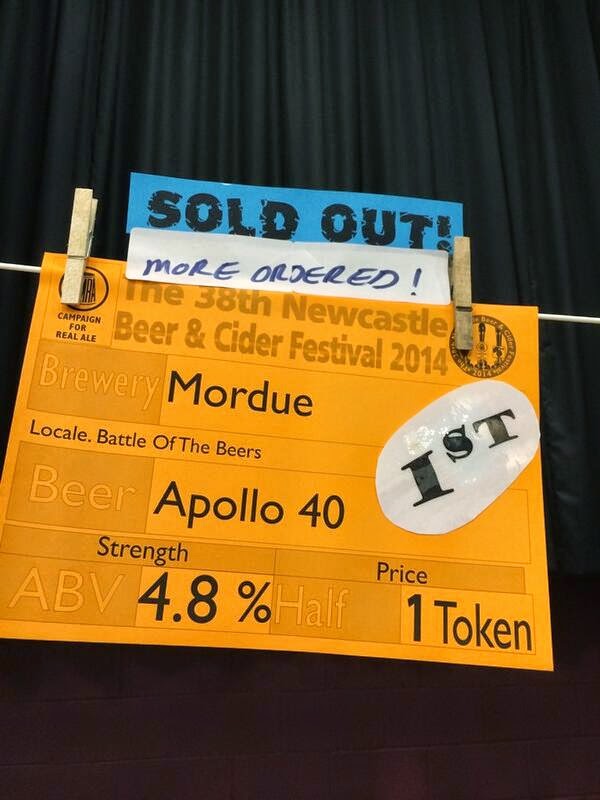 SOLD OUT!
MORE ORDERED!
CAMPAIGN
FOR
REAL ALE
The 38th Newcastle
Beer & Cider Festival 2014
Brewery Mordue
Locale. Battle Of The Beers
1ST
Beer Apollo 40
Strength
Price
ABV 4.8 % Half 1 Token